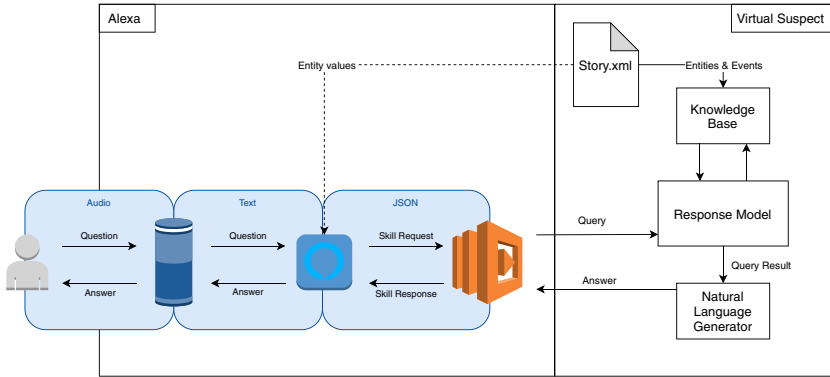 Alexa
Virtual Suspect
Story.xml
Entity values
Entities & Events
Knowledge
Base
Audio
Text
JSON
Question
Question
Skill Request
Query
Response Model
Answer
Answer
Skill Response
Answer
Query Result
Natural
Language
Generator